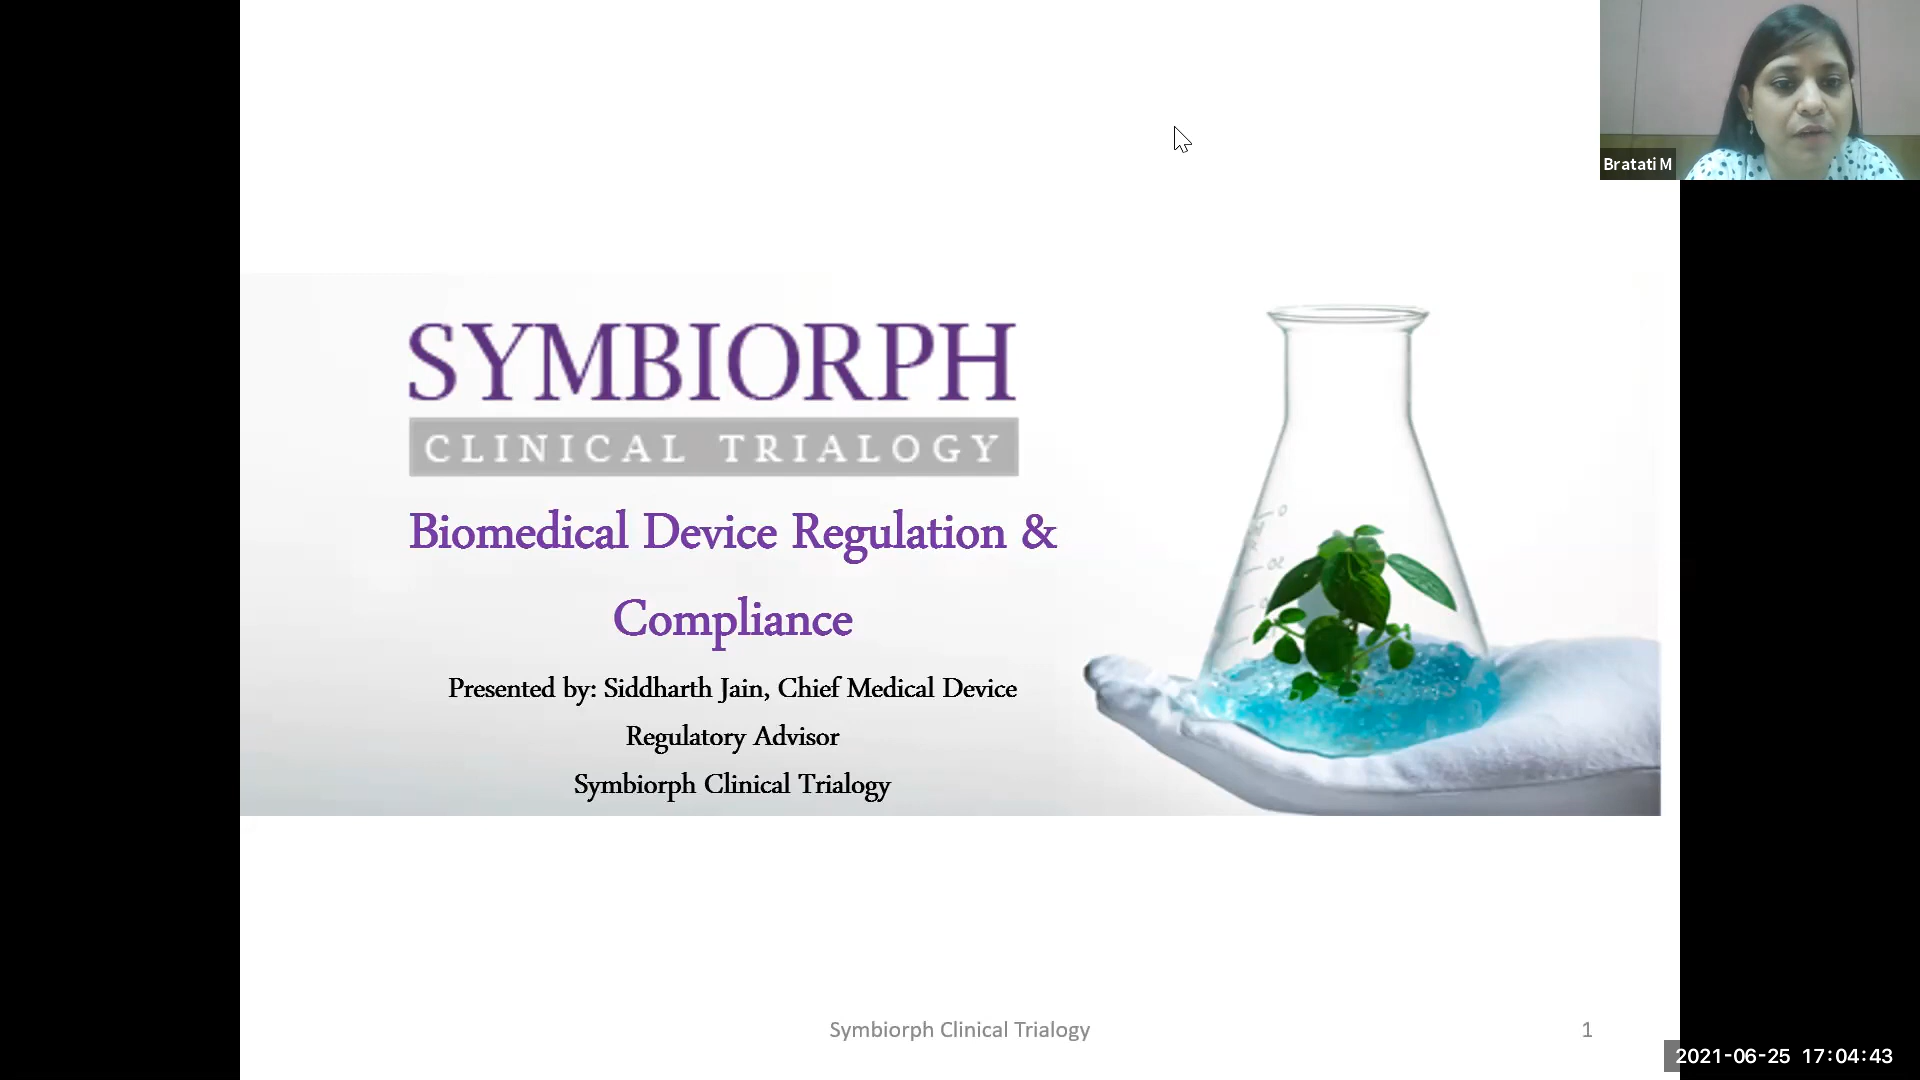 Bratati M
SYMBIORPH
CLINICAL TRIALOGY
Biomedical Device Regulation &
Compliance
Presented by: Siddharth Jain, Chief Medical Device
Regulatory Advisor
Symbiorph Clinical Trialogy
Symbiorph Clinical Trialogy
1
2021-06-25 17:04:43